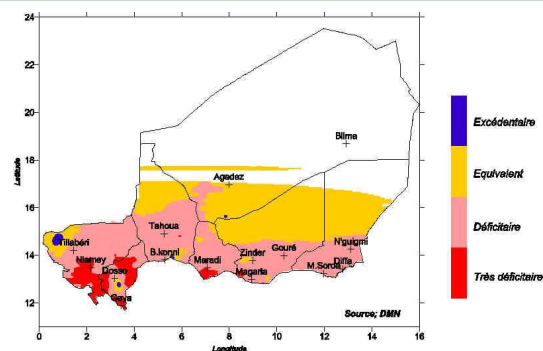 24
22
20
18
16
14
12
Latitude
0 2 4 6 8 10 12 14 16
Longitude
Bilma
Agadez
Tahoua
Tillabéri
N'guigmi
Zinder Gouré
B.konni Maradi
Niamey
Diffa
Dosso
Magaria M.Soroa
Gaya
Source; DMN
Excédentaire
Equivalent
Déficitaire
Très déficitaire